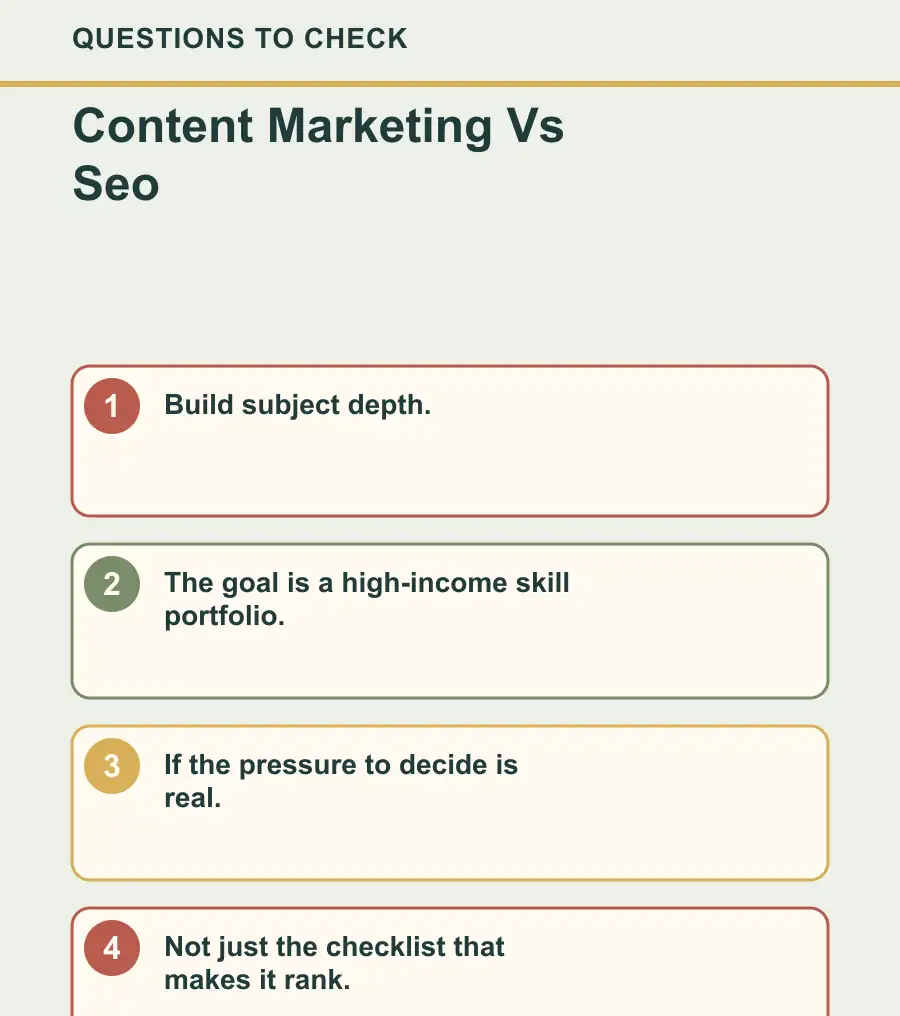 QUESTIONS TO CHECK
Content Marketing Vs
Seo
1
Build subject depth.
2
The goal is a high-income skill
portfolio.
3
If the pressure to decide is
real.
4
Not just the checklist that
makes it rank.